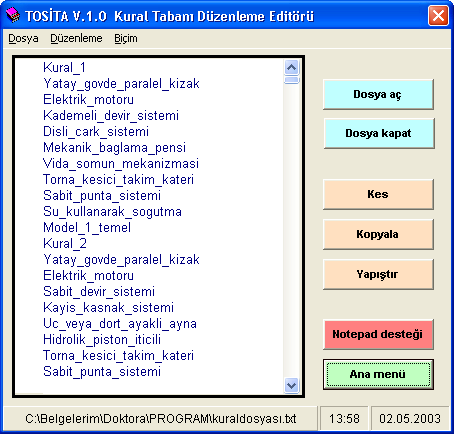 TOSİTA V.1.0 Kural Tabanı Düzenleme Editörü
Dosya Düzenleme Biçim
Kural_1
Yatay_govde_paralel_kizak
Elektrik_motoru
Kademeli_devir_sistemi
Disli_cark_sistemi
Mekanik_baglama_pensi
Vida_somun_mekanizmasi
Torna_kesici_takim_kateri
Sabit_punta_sistemi
Su_kullanarak_sogutma
Model_1_temel
Kural_2
Yatay_govde_paralel_kizak
Elektrik_motoru
Sabit_devir_sistemi
Kayis_kasnak_sistemi
Uc_veya_dort_ayakli_ayna
Hidrolik_piston_iticili
Torna_kesici_takim_kateri
Sabit_punta_sistemi
Dosya aç
Dosya kapat
Kes
Kopyala
Yapıştır
Notepad desteği
Ana menü
C:\Belgelerim\Doktora\PROGRAM\kuraldosyası.txt 13:58 02.05.2003